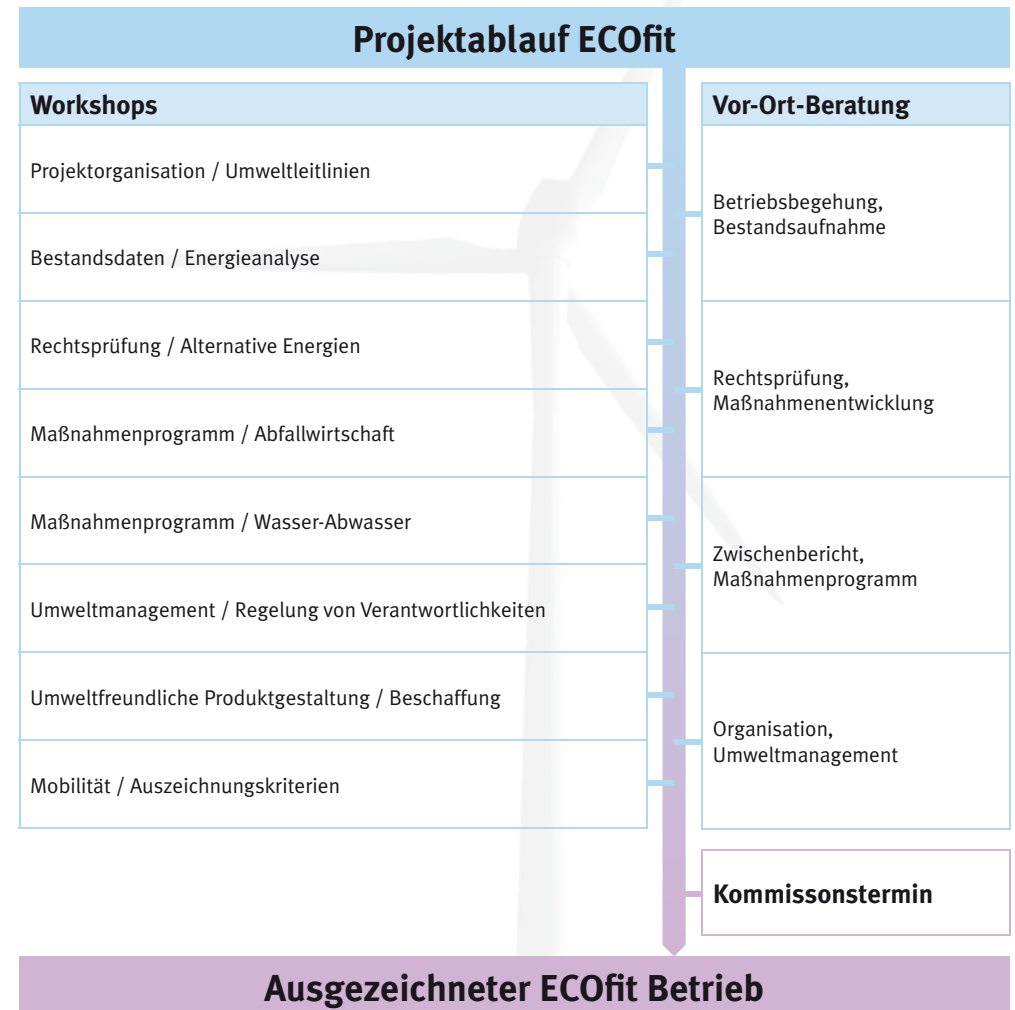 Projektablauf ECOfit
Workshops
Projektorganisation / Umweltleitlinien
Bestandsdaten / Energieanalyse
Rechtsprüfung / Alternative Energien
Maßnahmenprogramm / Abfallwirtschaft
Maßnahmenprogramm / Wasser-Abwasser
Umweltmanagement / Regelung von Verantwortlichkeiten
Umweltfreundliche Produktgestaltung / Beschaffung
Mobilität / Auszeichnungskriterien
Vor-Ort-Beratung
Betriebsbegehung,
Bestandsaufnahme
Rechtsprüfung,
Maßnahmenentwicklung
Zwischenbericht,
Maßnahmenprogramm
Organisation,
Umweltmanagement
Kommissonstermin
Ausgezeichneter ECOfit Betrieb